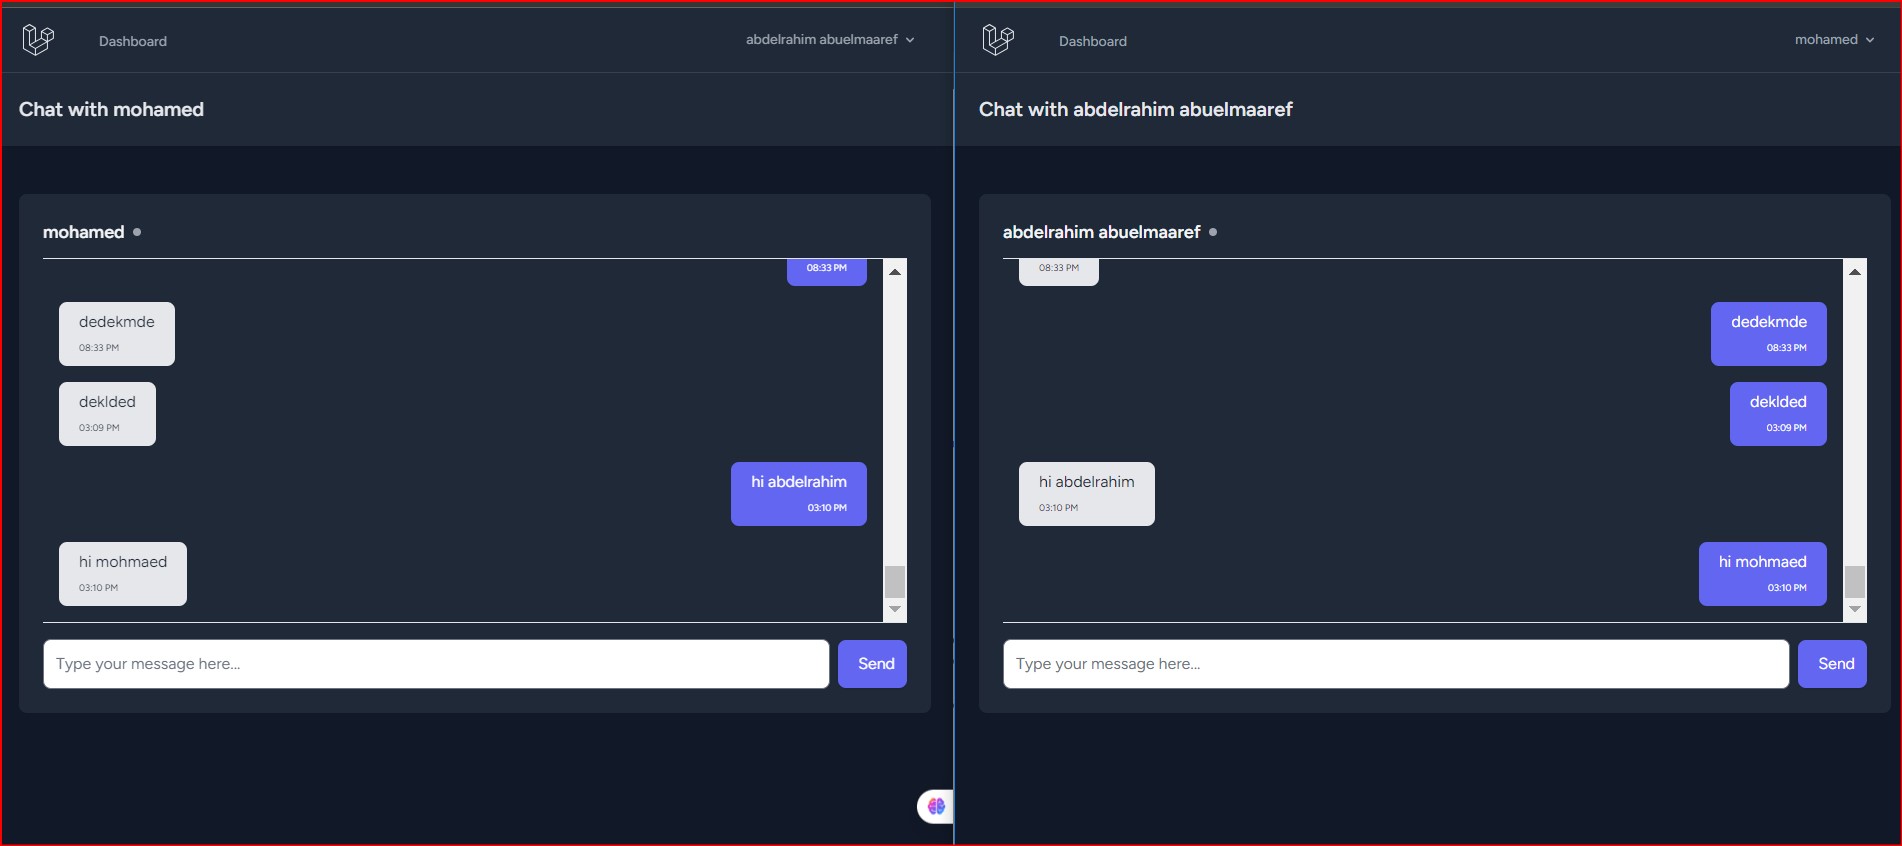 Dashboard
abdelrahim abuelmaaref
Chat with mohamed
mohamed
08:33 PM
dedekmde
08:33 PM
deklded
03:09 PM
hi abdelrahim
03:10 PM
hi mohmaed
03:10 PM
Type your message here...
Send
Dashboard
mohamed
Chat with abdelrahim abuelmaaref
abdelrahim abuelmaaref
08:33 PM
dedekmde
08:33 PM
deklded
03:09 PM
hi abdelrahim
03:10 PM
hi mohmaed
03:10 PM
Type your message here...
Send